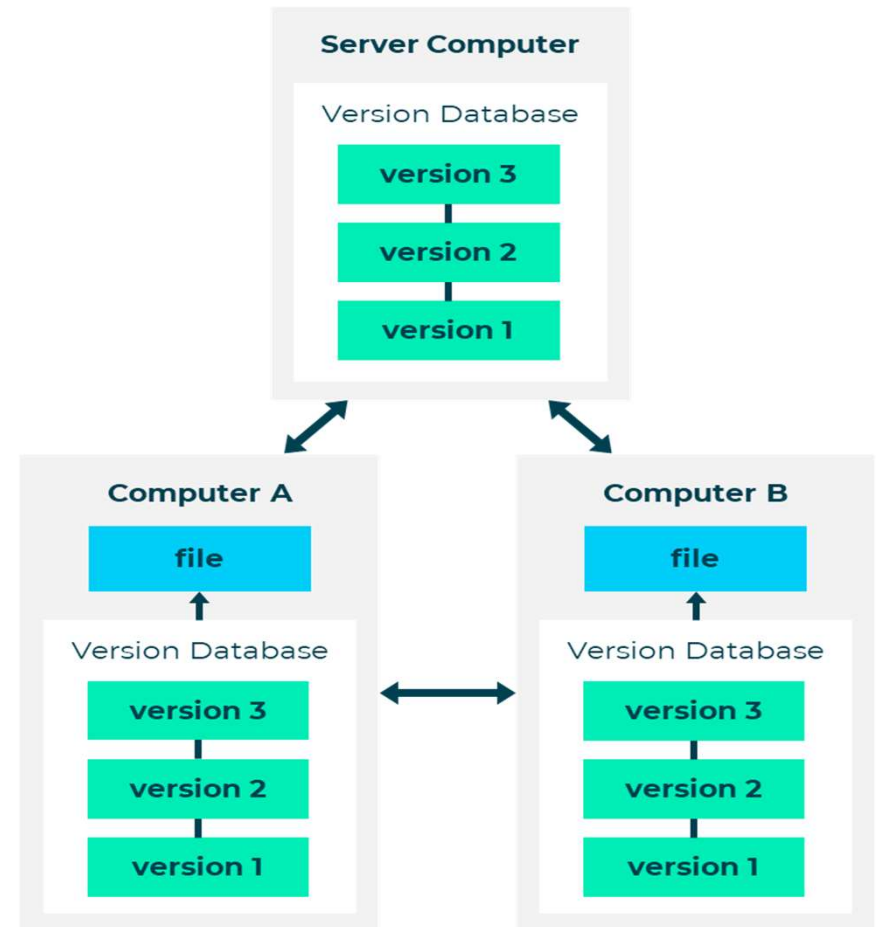 Server Computer
Version Database
version 3
version 2
version 1
Computer A
file
Version Database
version 3
version 2
version 1
Computer B
file
Version Database
version 3
version 2
version 1